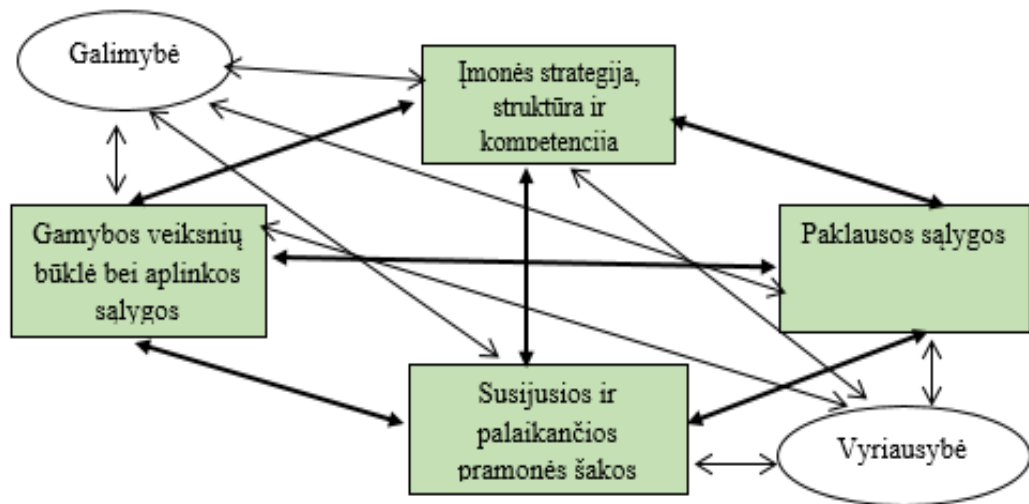 Galimybė
Įmonės strategija,
struktūra ir
kompetencija
Gamybos veiksnių
būklė bei aplinkos
sąlygos
Paklausos sąlygos
Susijusios ir
palaikančios
pramonės šakos
Vyriausybė